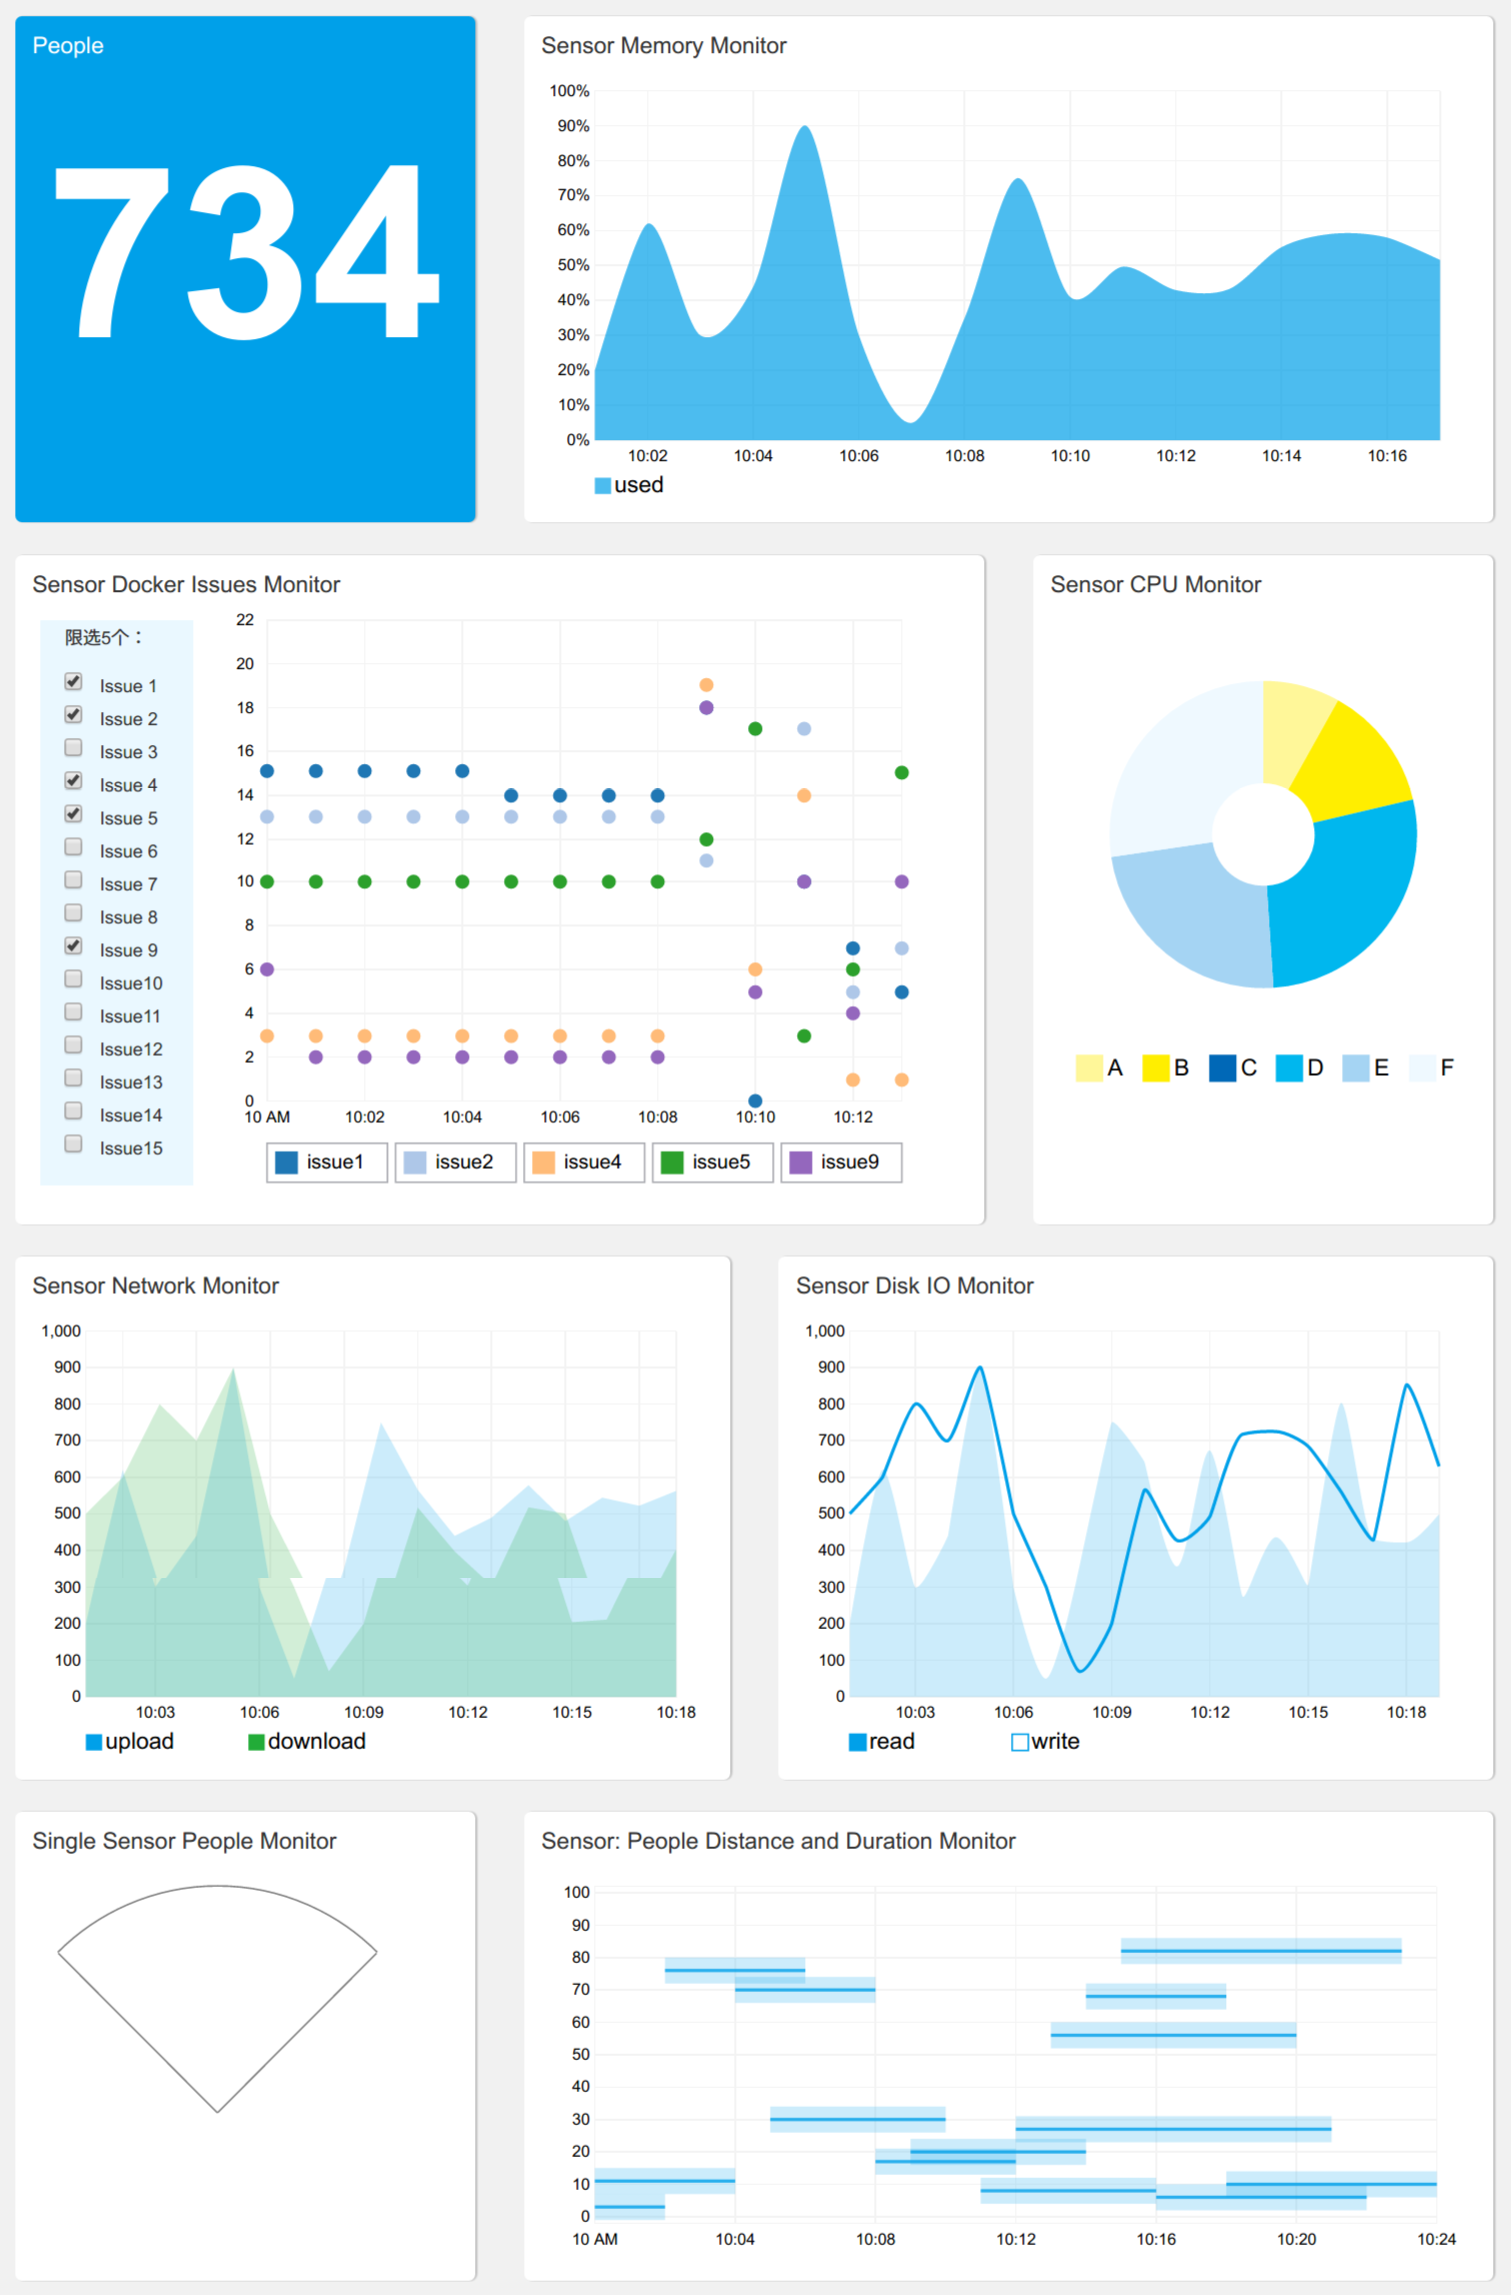 People
734
Sensor Memory Monitor
100%
90%
80%
70%
60%
50%
40%
30%
20%
10%
0%
10:02 10:04 10:06 10:08 10:10 10:12 10:14 10:16
used
Sensor Docker Issues Monitor
限选5个：
Issue 1
Issue 2
Issue 3
Issue 4
Issue 5
Issue 6
Issue 7
Issue 8
Issue 9
Issue10
Issue11
Issue12
Issue13
Issue14
Issue15
22
20
18
16
14
12
10
8
6
4
2
0
10 AM 10:02 10:04 10:06 10:08 10:10 10:12
issue1 issue2 issue4 issue5 issue9
Sensor CPU Monitor
A B C D E F
Sensor Network Monitor
1,000
900
800
700
600
500
400
300
200
100
0
10:03 10:06 10:09 10:12 10:15 10:18
upload download
Sensor Disk IO Monitor
1,000
900
800
700
600
500
400
300
200
100
0
10:03 10:06 10:09 10:12 10:15 10:18
read write
Single Sensor People Monitor
Sensor: People Distance and Duration Monitor
100
90
80
70
60
50
40
30
20
10
0
10 AM 10:04 10:08 10:12 10:16 10:20 10:24